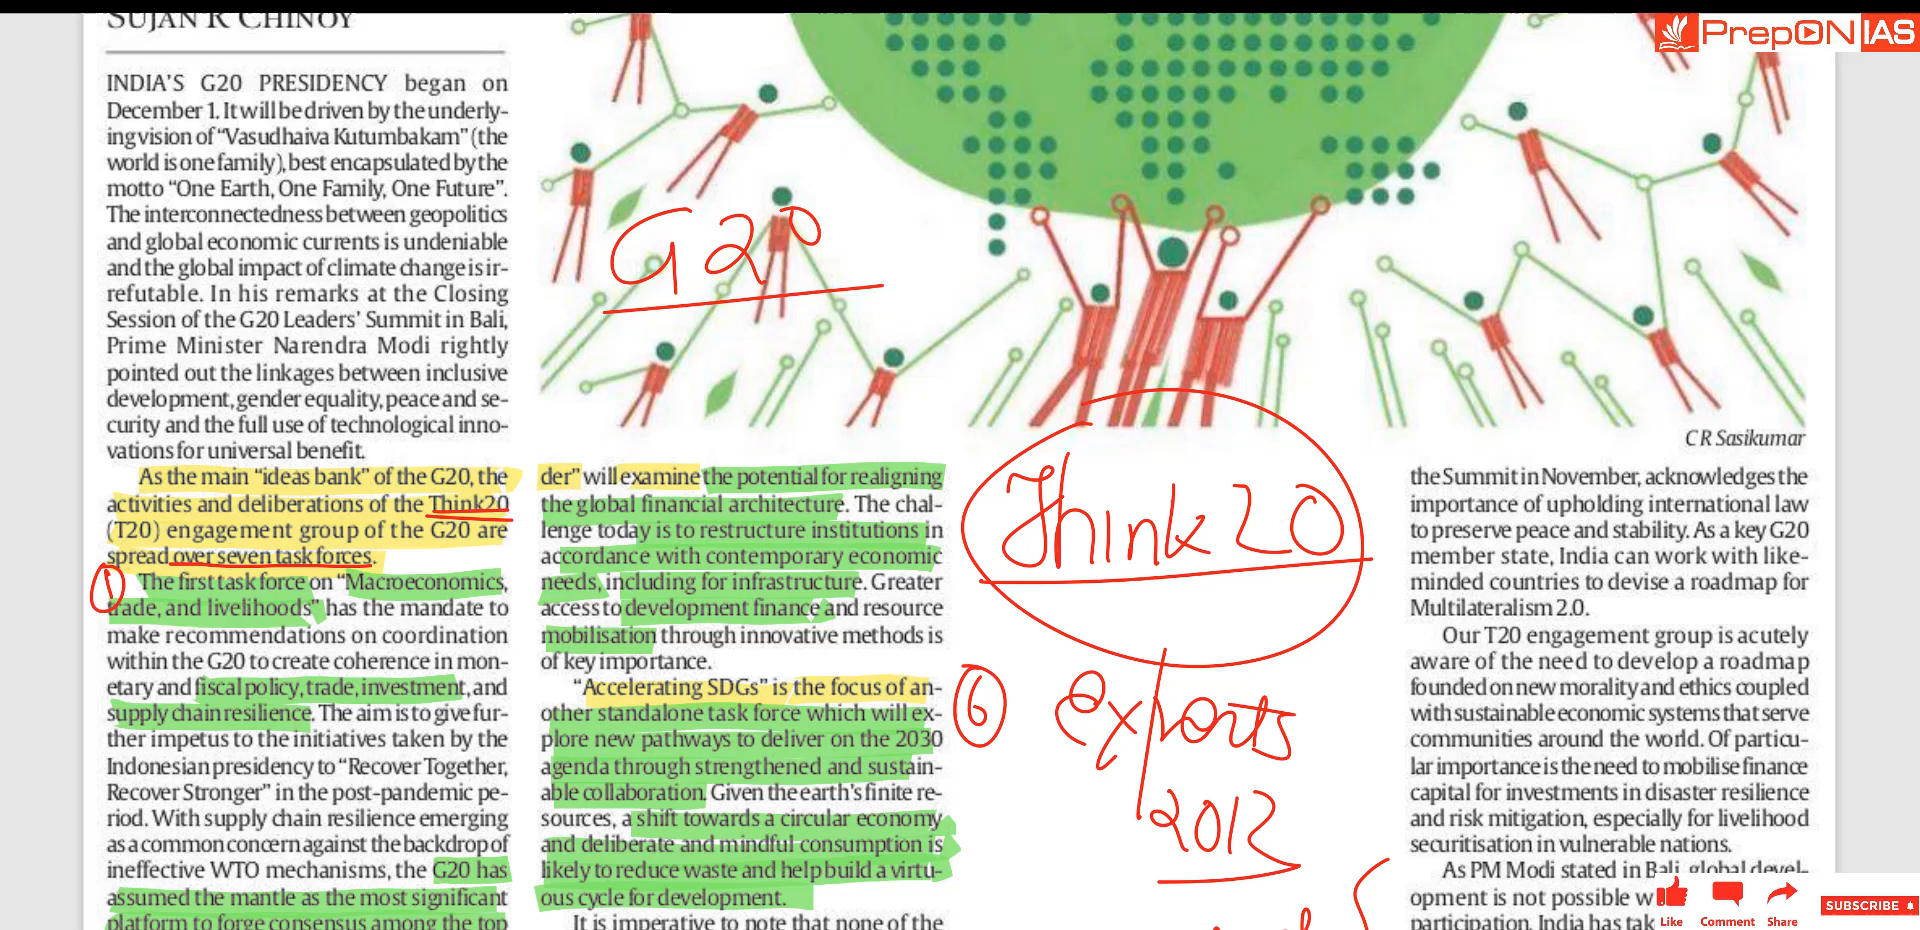 SUJAN R CHINOY
PrepON IAS
INDIA'S G20 PRESIDENCY began on
December 1. It will be driven by the underly-
ing vision of "Vasudhaiva Kutumbakam" (the
world is one family), best encapsulated by the
motto "One Earth, One Family, One Future".
The interconnectedness between geopolitics
and global economic currents is undeniable
and the global impact of climate change is ir-
refutable. In his remarks at the Closing
Session of the G20 Leaders' Summit in Bali,
Prime Minister Narendra Modi rightly
pointed out the linkages between inclusive
development, gender equality, peace and se-
curity and the full use of technological inno-
vations for universal benefit.
As the main "ideas bank" of the G20, the
activities and deliberations of the Think20
(T20) engagement group of the G20 are
spread over seven task forces.
1
The first task force on "Macroeconomics,
trade, and livelihoods" has the mandate to
make recommendations on coordination
within the G20 to create coherence in mon-
etary and fiscal policy, trade, investment, and
supply chain resilience. The aim is to give fur-
ther impetus to the initiatives taken by the
Indonesian presidency to "Recover Together,
Recover Stronger" in the post-pandemic pe-
riod. With supply chain resilience emerging
as a common concern against the backdrop of
ineffective WTO mechanisms, the G20 has
assumed the mantle as the most significant
platform to forge consensus among the top
G20
C R Sasikumar
der" will examine the potential for realigning
the global financial architecture. The chal-
lenge today is to restructure institutions in
accordance with contemporary economic
needs, including for infrastructure. Greater
access to development finance and resource
mobilisation through innovative methods is
of key importance.
"Accelerating SDGs" is the focus of an-
other standalone task force which will ex-
plore new pathways to deliver on the 2030
agenda through strengthened and sustain-
able collaboration. Given the earth's finite re-
sources, a shift towards a circular economy
and deliberate and mindful consumption is
likely to reduce waste and help build a virtu-
ous cycle for development.
It is imperative to note that none of the
Think 20
6
2012
the Summit in November, acknowledges the
importance of upholding international law
to preserve peace and stability. As a key G20
member state, India can work with like-
minded countries to devise a roadmap for
Multilateralism 2.0.
Our T20 engagement group is acutely
aware of the need to develop a roadmap
founded on new morality and ethics coupled
with sustainable economic systems that serve
communities around the world. Of particu-
lar importance is the need to mobilise finance
capital for investments in disaster resilience
and risk mitigation, especially for livelihood
securitisation in vulnerable nations.
As PM Modi stated in Bali, global devel-
opment is not possible w
participation. India has tak
Like Comment Share
SUBSCRIBE